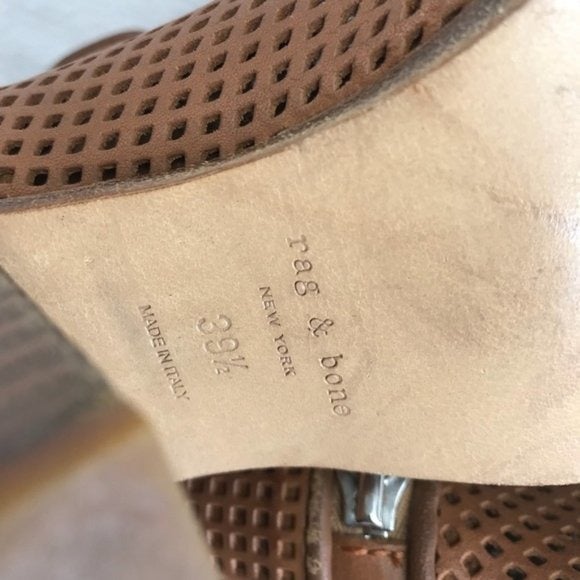 rag & bone
NEW YORK
39½
MADE IN ITALY